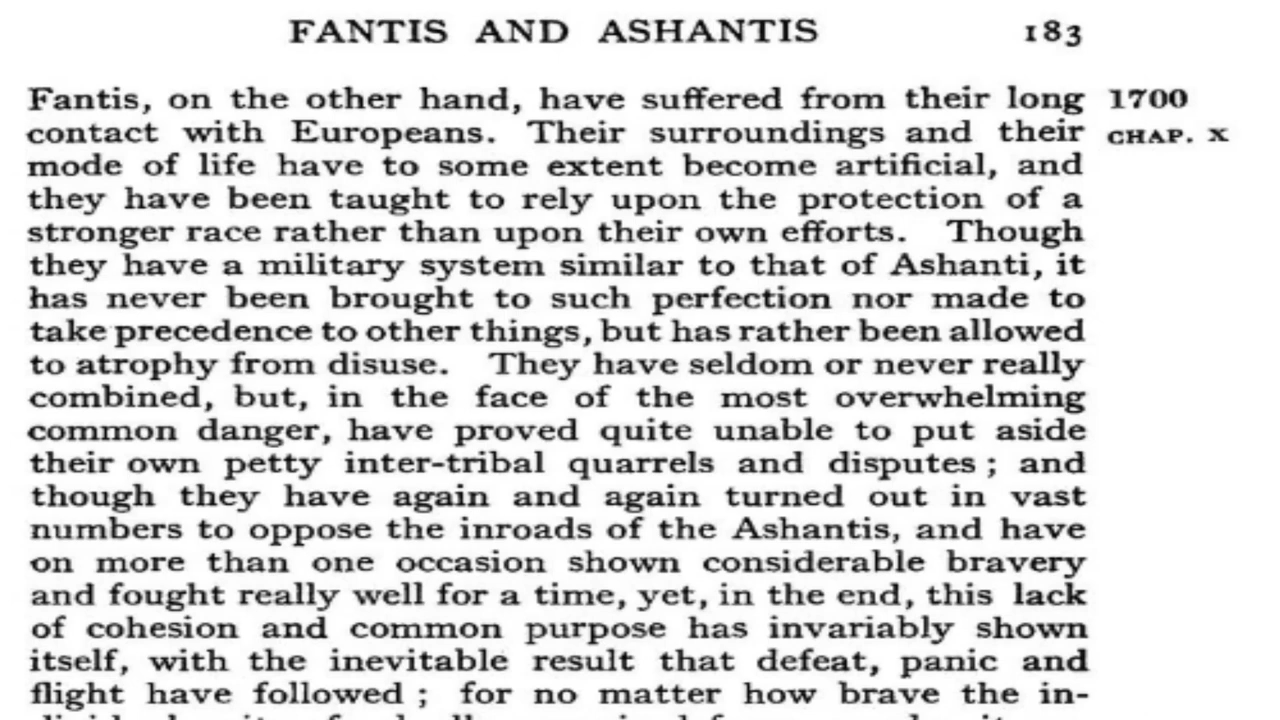 FANTIS AND ASHANTIS 183
Fantis, on the other hand, have suffered from their long 1700
contact with Europeans. Their surroundings and their CHAP. X
mode of life have to some extent become artificial, and
they have been taught to rely upon the protection of a
stronger race rather than upon their own efforts. Though
they have a military system similar to that of Ashanti, it
has never been brought to such perfection nor made to
take precedence to other things, but has rather been allowed
to atrophy from disuse. They have seldom or never really
combined, but, in the face of the most overwhelming
common danger, have proved quite unable to put aside
their own petty inter-tribal quarrels and disputes ; and
though they have again and again turned out in vast
numbers to oppose the inroads of the Ashantis, and have
on more than one occasion shown considerable bravery
and fought really well for a time, yet, in the end, this lack
of cohesion and common purpose has invariably shown
itself, with the inevitable result that defeat, panic and
flight have followed ; for no matter how brave the in-